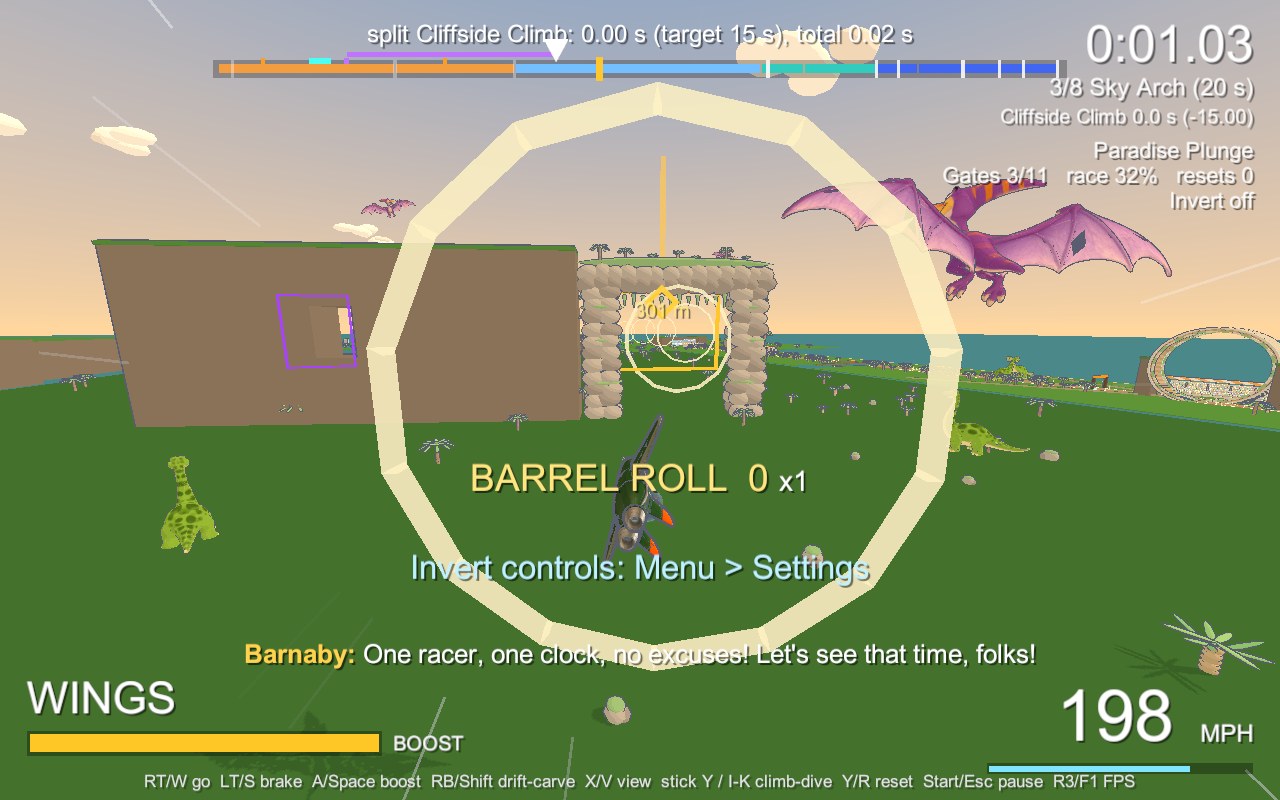 split Cliffside Climb: 0.00 s (target 15 s), total 0.02 s
0:01.03
3/8 Sky Arch (20 s)
Cliffside Climb 0.0 s (-15.00)
Paradise Plunge
Gates 3/11 race 32% resets 0
Invert off
301 m
BARREL ROLL 0 x1
Invert controls: Menu > Settings
Barnaby: One racer, one clock, no excuses! Let's see that time, folks!
WINGS
BOOST
198 MPH
RT/W go LT/S brake A/Space boost RB/Shift drift-carve X/V view stick Y / I-K climb-dive Y/R reset Start/Esc pause R3/F1 FPS